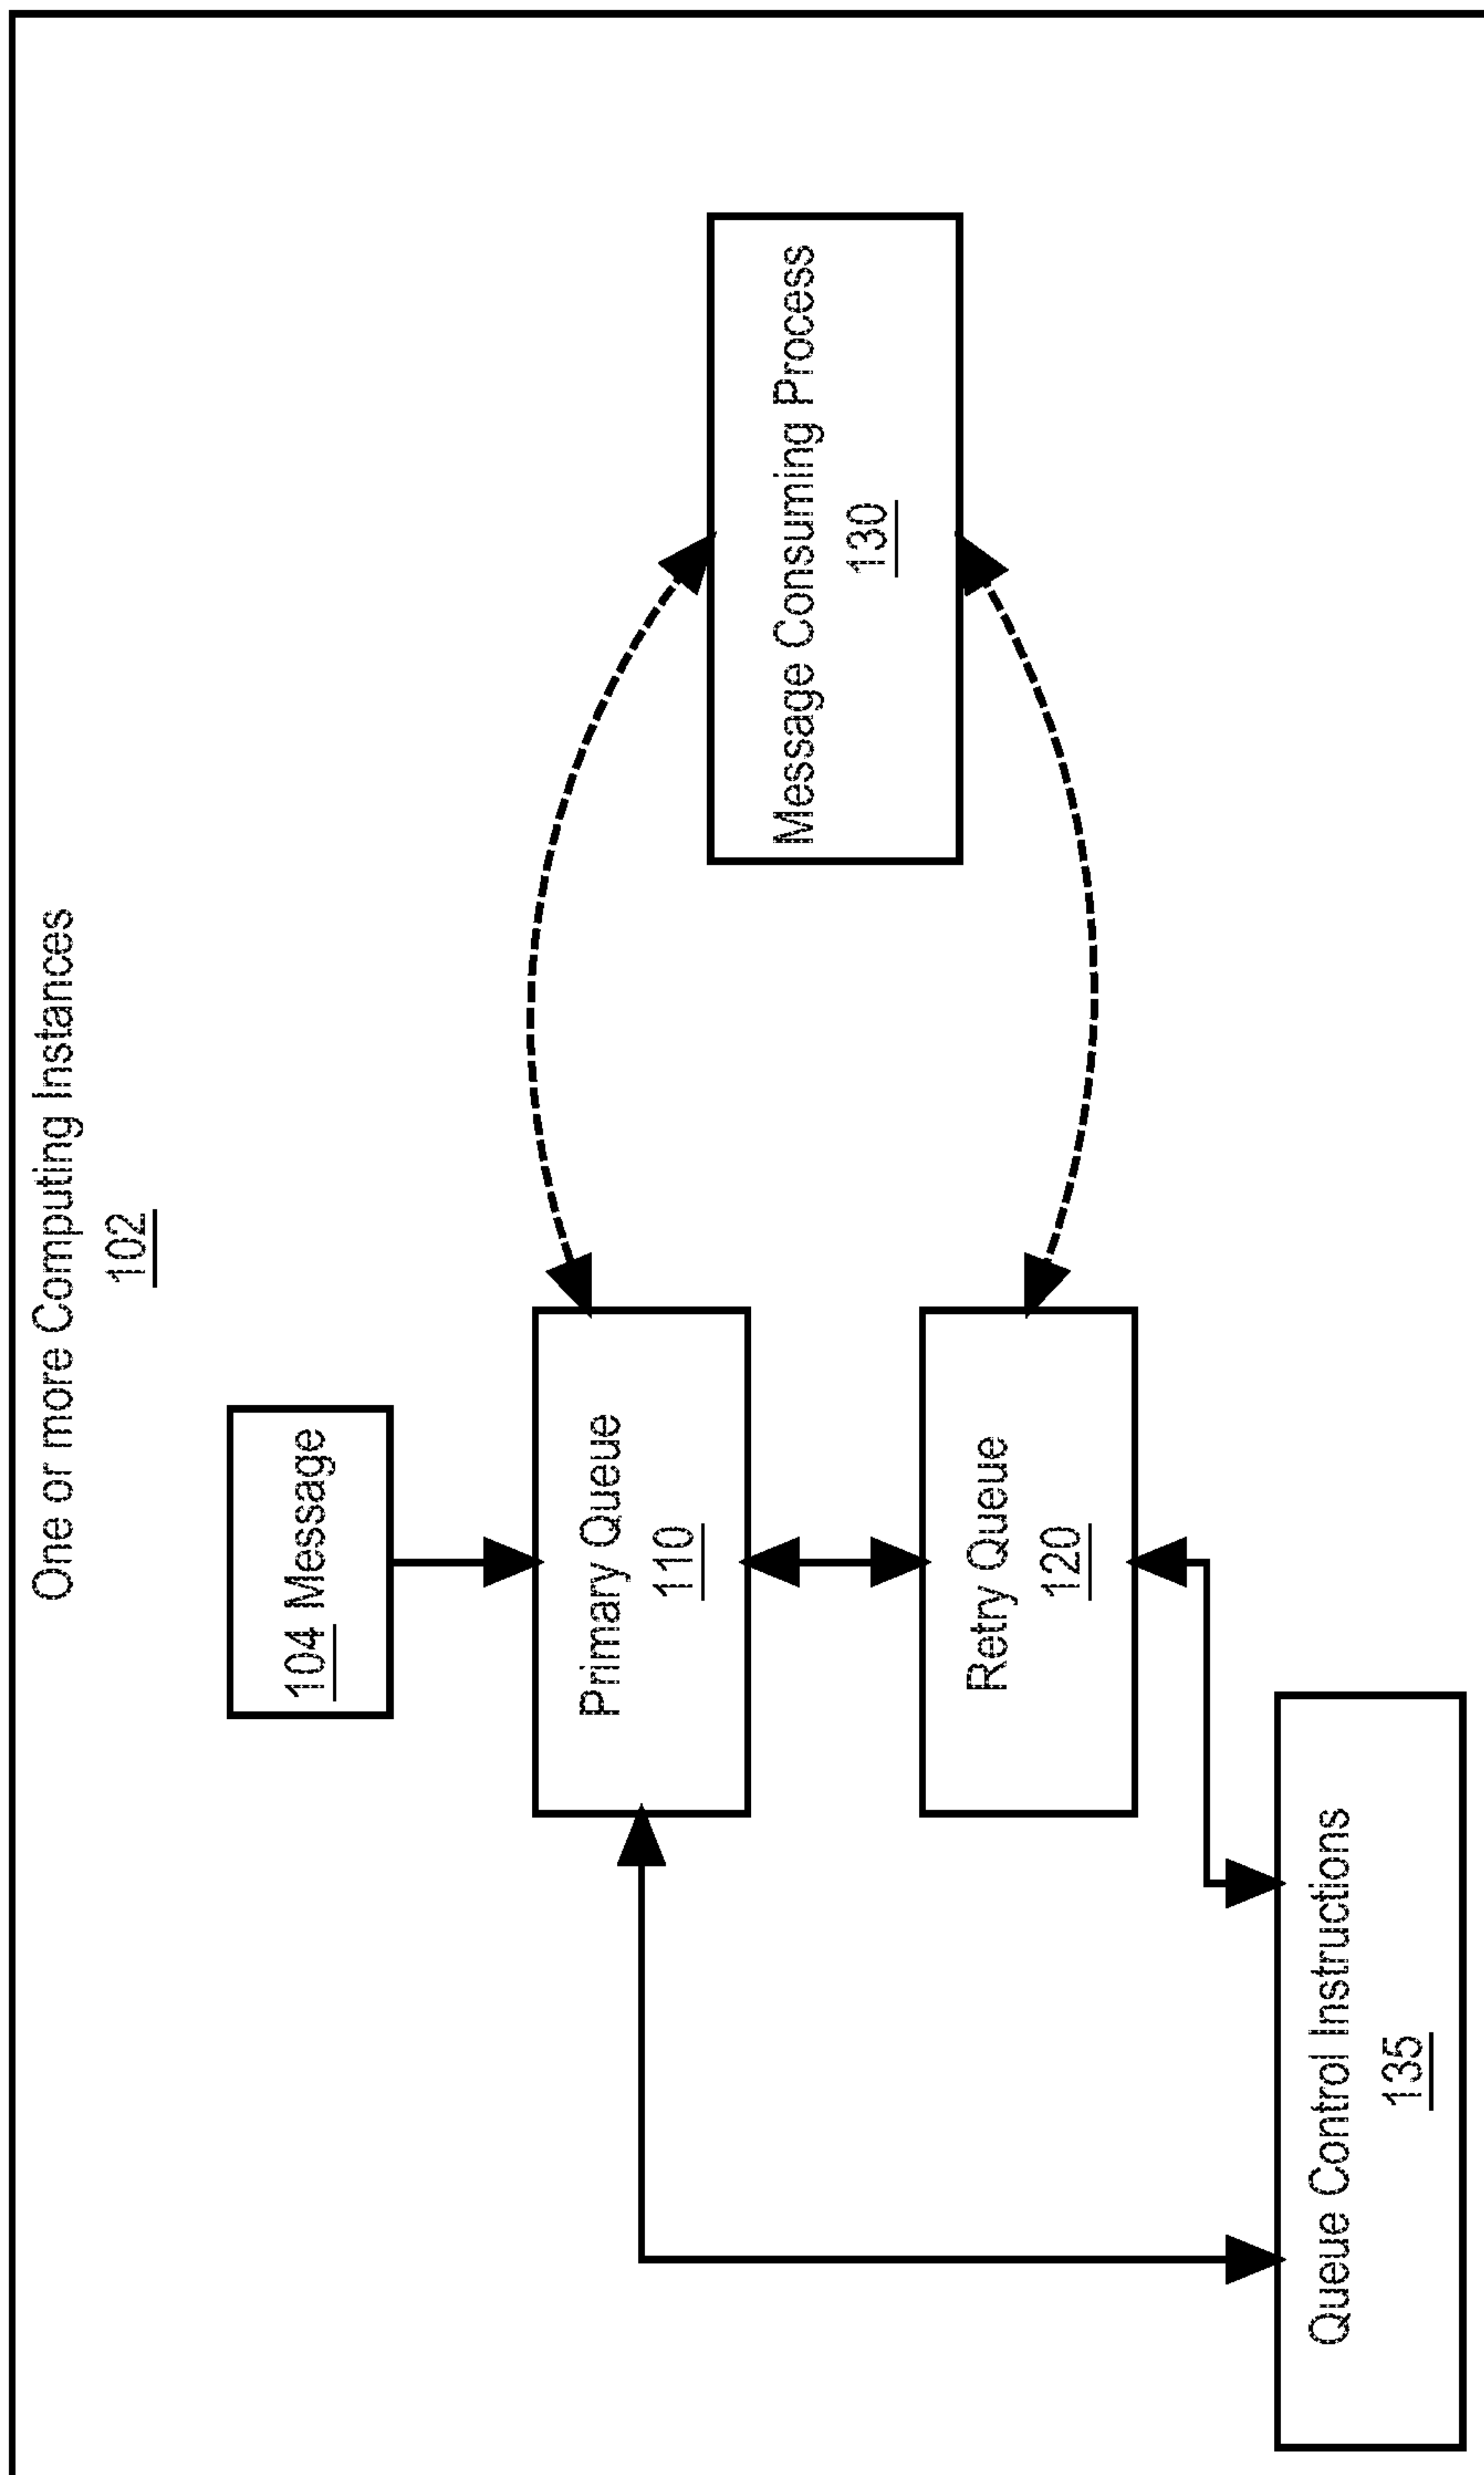 One or more Computing Instances
102
104 Message
Primary Queue
110
Retry Queue
120
Message Consuming Process
130
Queue Control Instructions
135